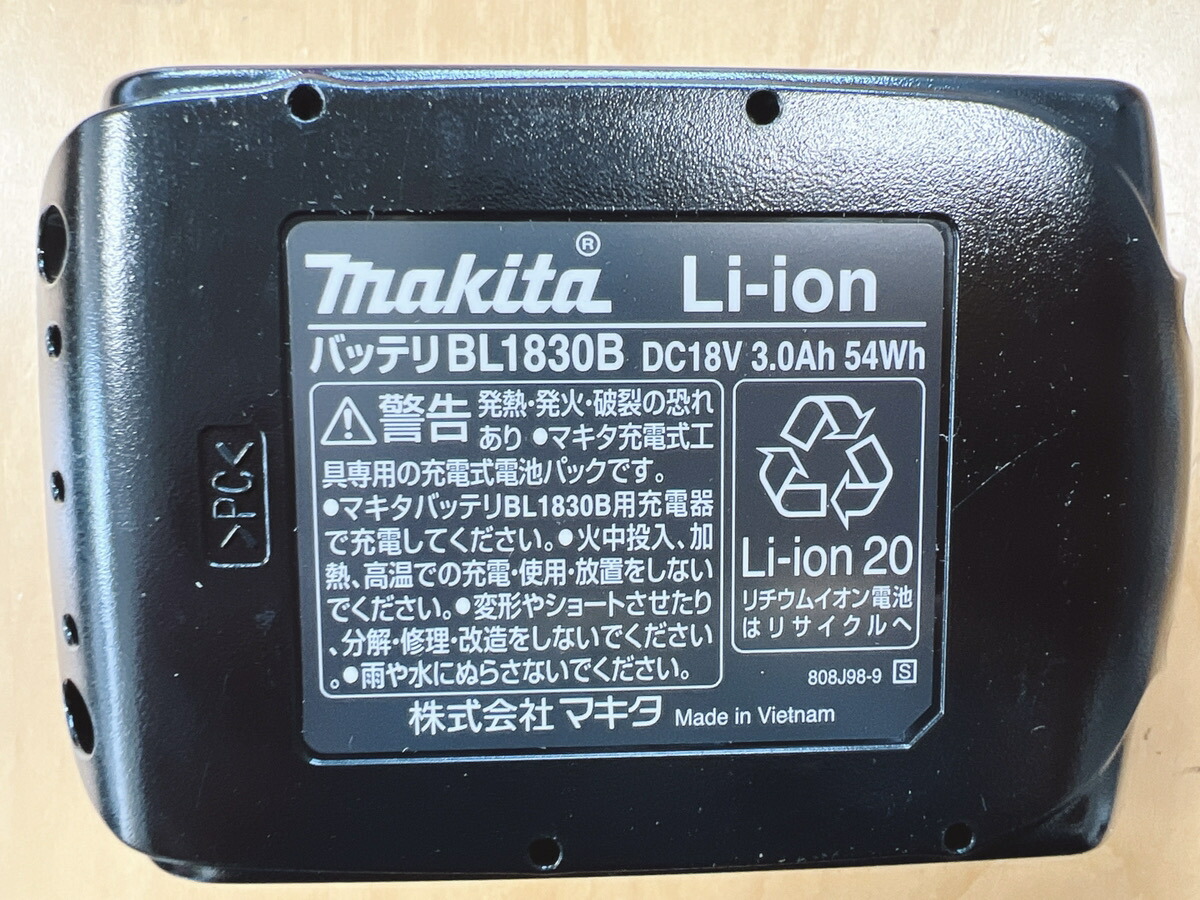 makita® Li-ion
バッテリBL1830B DC18V 3.0Ah 54Wh
警告 発熱・発火・破裂の恐れ
あり ●マキタ充電式工
具専用の充電式電池パックです。
●マキタバッテリBL1830B用充電器
で充電してください。●火中投入、加
熱、高温での充電・使用・放置をしない
でください。●変形やショートさせたり
、分解・修理・改造をしないでください
。●雨や水にぬらさないでください。
Li-ion 20
リチウムイオン電池
はリサイクルへ
808J98-9 S
株式会社マキタ Made in Vietnam
>PC<